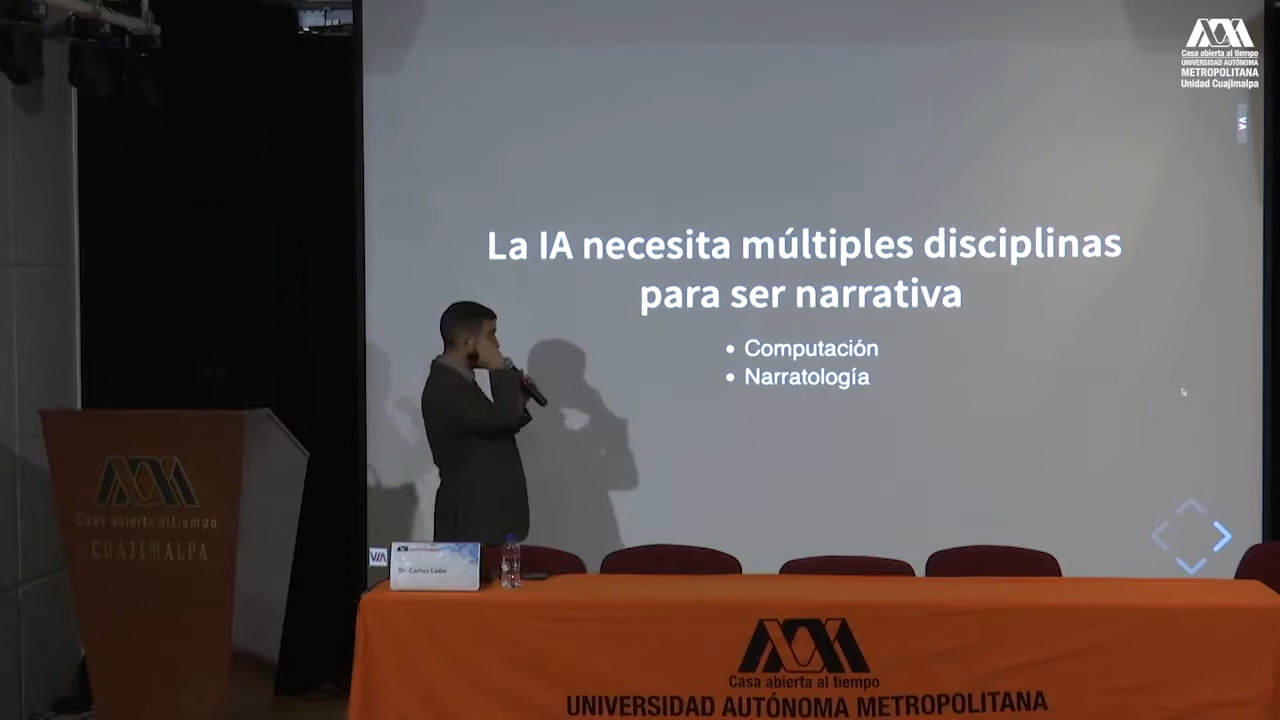 Casa abierta al tiempo
UNIVERSIDAD AUTÓNOMA
METROPOLITANA
Unidad Cuajimalpa
La IA necesita múltiples disciplinas
para ser narrativa
• Computación
• Narratología
Casa abierta al tiempo
CUAJIMALPA
Dr. Carlos León
Casa abierta al tiempo
UNIVERSIDAD AUTÓNOMA METROPOLITANA